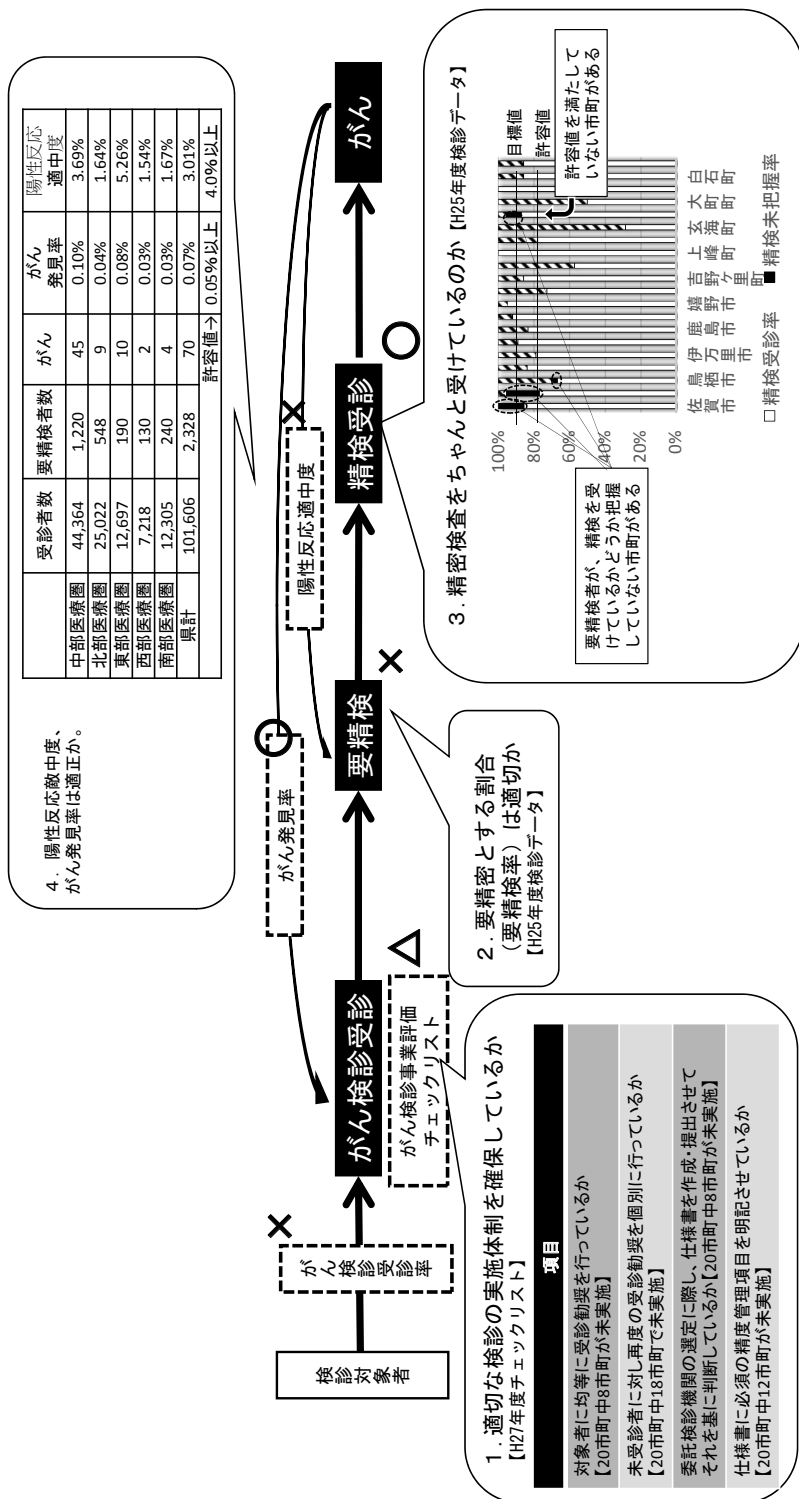 検診対象者
がん検診受診率
×
がん検診受診
がん検診事業評価
チェックリスト
△
がん発見率
○
要精検
×
陽性反応適中度
×
精検受診
○
がん
1．適切な検診の実施体制を確保しているか
【H27年度チェックリスト】
項目
対象者に均等に受診勧奨を行っているか
【20市町中8市町が未実施】
未受診者に対し再度の受診勧奨を個別に行っているか
【20市町中18市町で未実施】
委託検診機関の選定に際し、仕様書を作成・提出させて
それを基に判断しているか【20市町中8市町が未実施】
仕様書に必須の精度管理項目を明記させているか
【20市町中12市町が未実施】
2．要精密とする割合
（要精検率）は適切か
【H25年度検診データ】
3．精密検査をちゃんと受けているのか【H25年度検診データ】
100%
80%
60%
40%
20%
0%
目標値
許容値
許容値を満たして
いない市町がある
要精検者が、精検を受
けているかどうか把握
していない市町がある
佐賀市
鳥栖市
伊万里市
鹿島市
嬉野市
吉野ヶ里町
上峰町
玄海町
大町町
白石町
□精検受診率
■精検未把握率
4．陽性反応敵中度、
がん発見率は適正か。
受診者数 要精検者数 がん がん発見率 陽性反応適中度
中部医療圏 44,364 1,220 45 0.10% 3.69%
北部医療圏 25,022 548 9 0.04% 1.64%
東部医療圏 12,697 190 10 0.08% 5.26%
西部医療圏 7,218 130 2 0.03% 1.54%
南部医療圏 12,305 240 4 0.03% 1.67%
県計 101,606 2,328 70 0.07% 3.01%
許容値→ 0.05%以上 4.0%以上